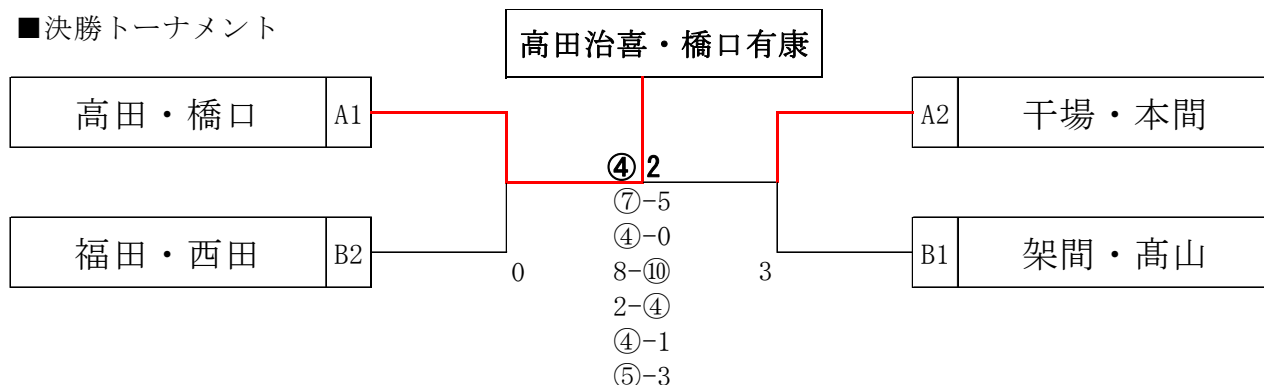 ■決勝トーナメント
高田治喜・橋口有康
高田・橋口 A1
A2 干場・本間
④ 2
⑦-5
④-0
福田・西田 B2
B1 架間・髙山
0
8-⑩
3
2-④
④-1
⑤-3